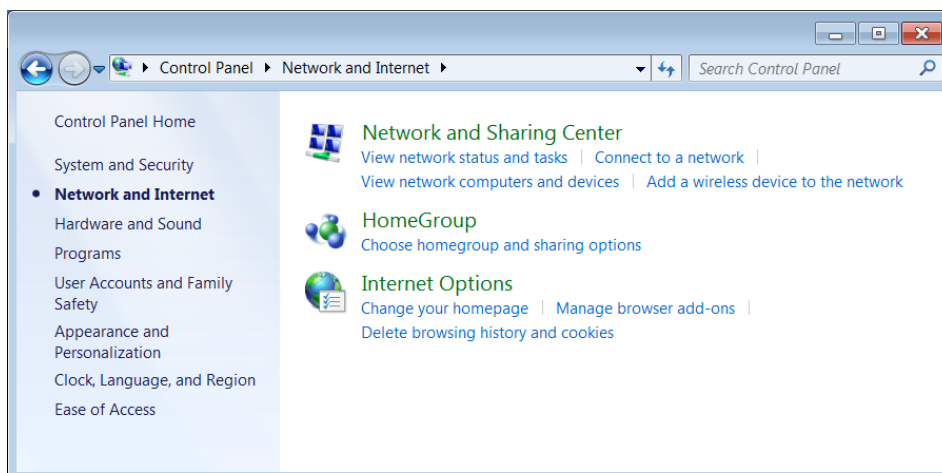 Control Panel Network and Internet
Search Control Panel
Control Panel Home
System and Security
Network and Internet
Hardware and Sound
Programs
User Accounts and Family
Safety
Appearance and
Personalization
Clock, Language, and Region
Ease of Access
Network and Sharing Center
View network status and tasks Connect to a network
View network computers and devices Add a wireless device to the network
HomeGroup
Choose homegroup and sharing options
Internet Options
Change your homepage Manage browser add-ons
Delete browsing history and cookies